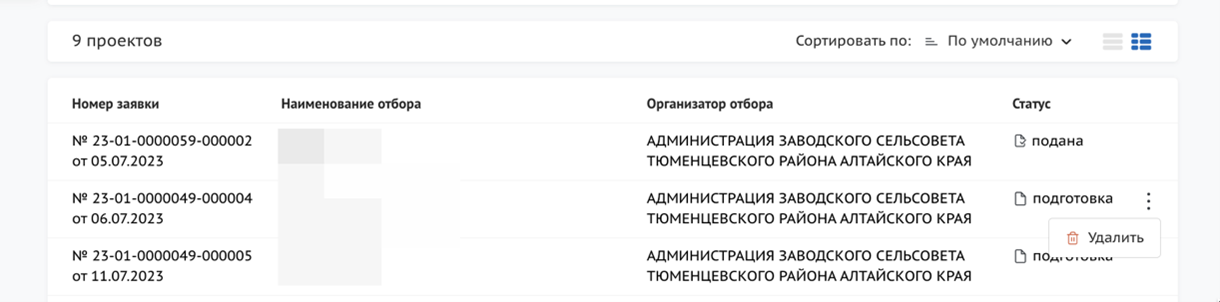 9 проектов
Сортировать по: По умолчанию
Номер заявки Наименование отбора Организатор отбора Статус
№ 23-01-0000059-000002 АДМИНИСТРАЦИЯ ЗАВОДСКОГО СЕЛЬСОВЕТА подана
от 05.07.2023 ТЮМЕНЦЕВСКОГО РАЙОНА АЛТАЙСКОГО КРАЯ
№ 23-01-0000049-000004 АДМИНИСТРАЦИЯ ЗАВОДСКОГО СЕЛЬСОВЕТА подготовка
от 06.07.2023 ТЮМЕНЦЕВСКОГО РАЙОНА АЛТАЙСКОГО КРАЯ
Удалить
№ 23-01-0000049-000005 АДМИНИСТРАЦИЯ ЗАВОДСКОГО СЕЛЬСОВЕТА подготовка
от 11.07.2023 ТЮМЕНЦЕВСКОГО РАЙОНА АЛТАЙСКОГО КРАЯ